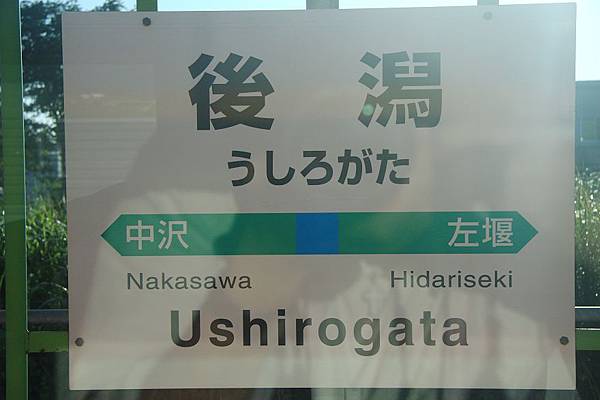 後潟
うしろがた
中沢 左堰
Nakasawa Hidariseki
Ushirogata